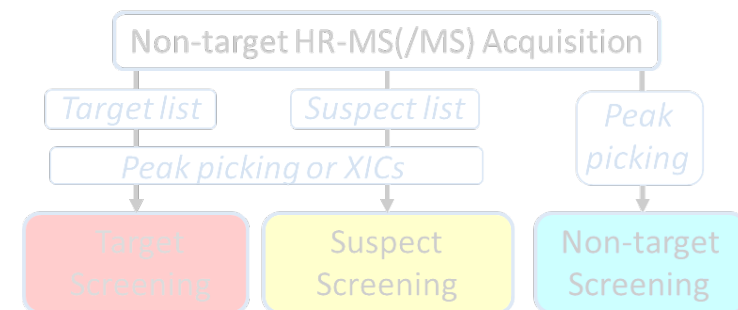 Non-target HR-MS(/MS) Acquisition
Target list
Suspect list
Peak
picking
Peak picking or XICs
Target
Screening
Suspect
Screening
Non-target
Screening